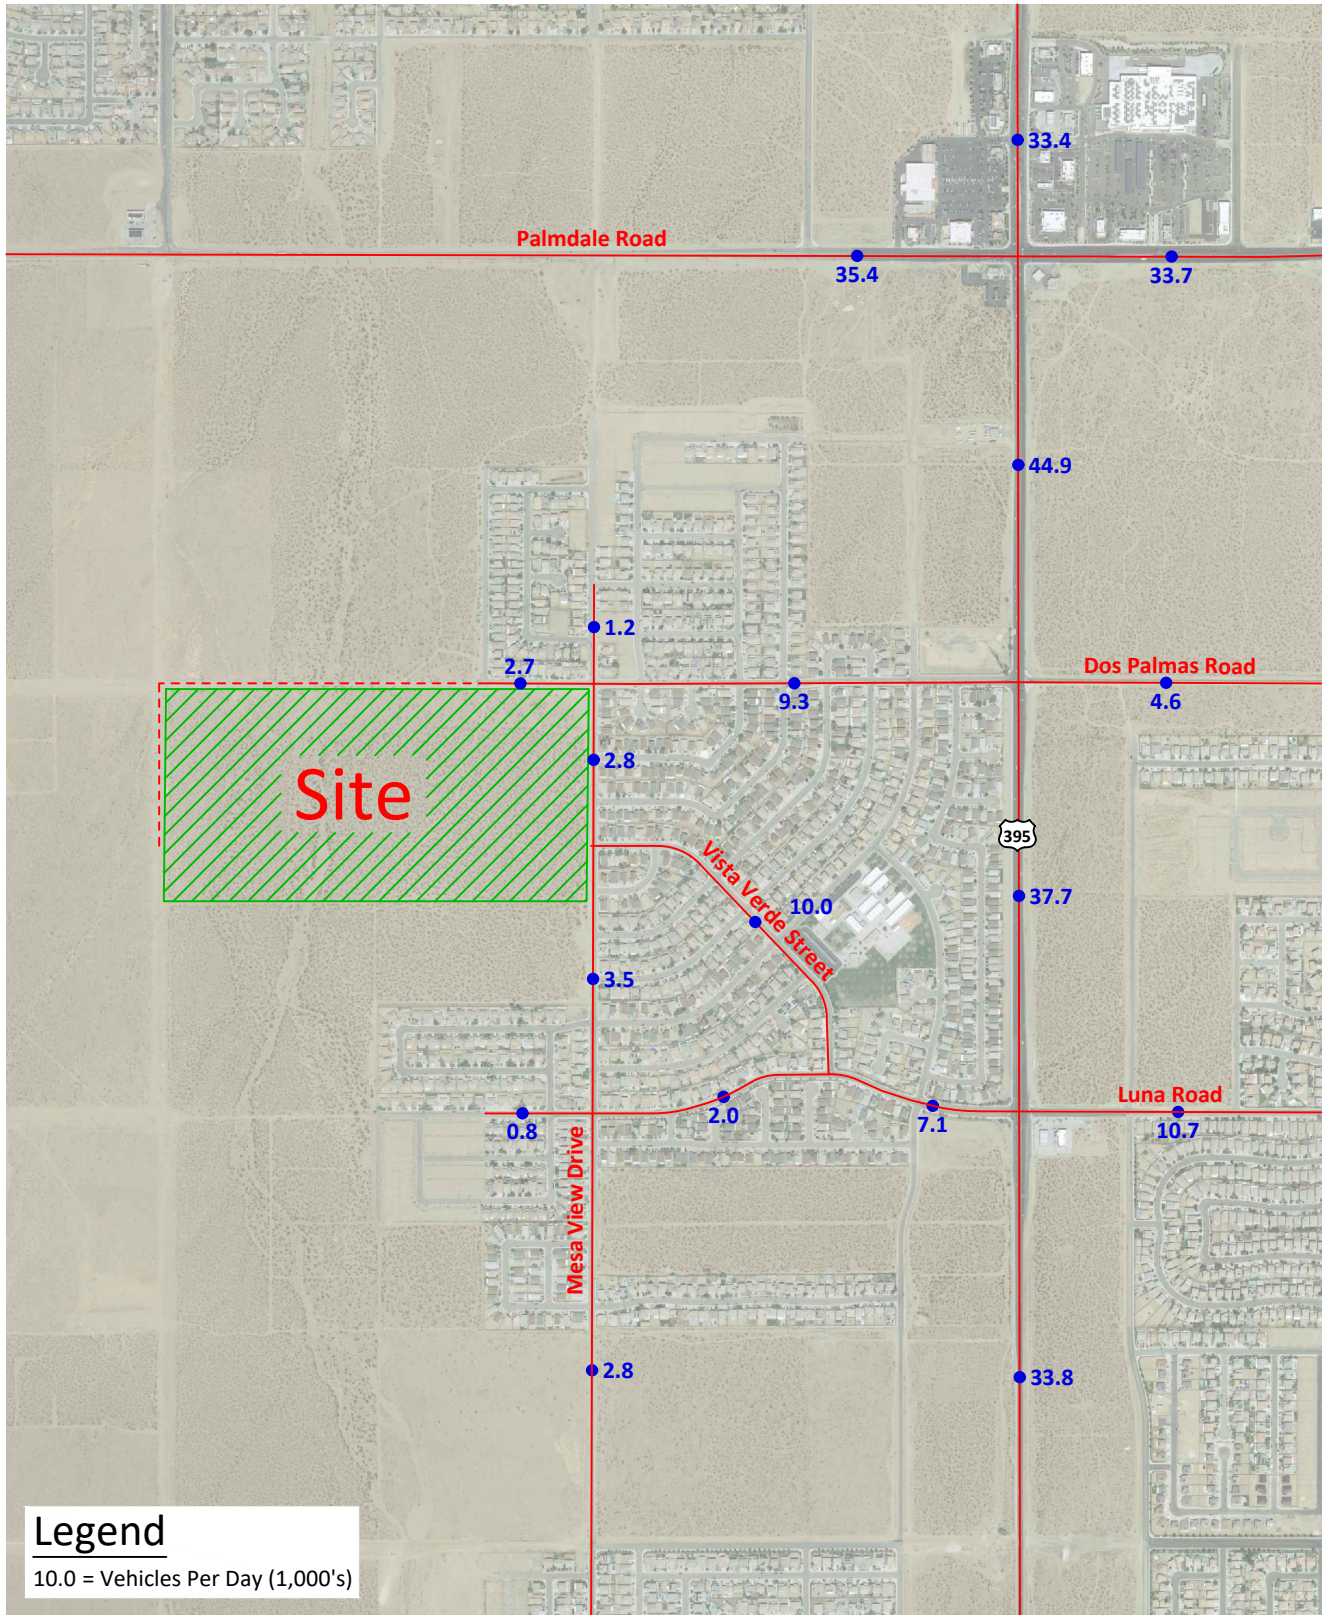 33.4
Palmdale Road
35.4
33.7
44.9
1.2
2.7
Dos Palmas Road
9.3
4.6
2.8
Site
395
Vista Verde Street
37.7
10.0
3.5
Luna Road
0.8
2.0
7.1
10.7
Mesa View Drive
2.8
33.8
Legend
10.0 = Vehicles Per Day (1,000's)